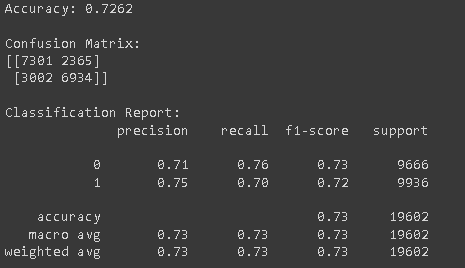 Accuracy: 0.7262
Confusion Matrix:
[[7301 2365]
 [3002 6934]]
Classification Report:
precision recall f1-score support
0 0.71 0.76 0.73 9666
1 0.75 0.70 0.72 9936
accuracy 0.73 19602
macro avg 0.73 0.73 0.73 19602
weighted avg 0.73 0.73 0.73 19602